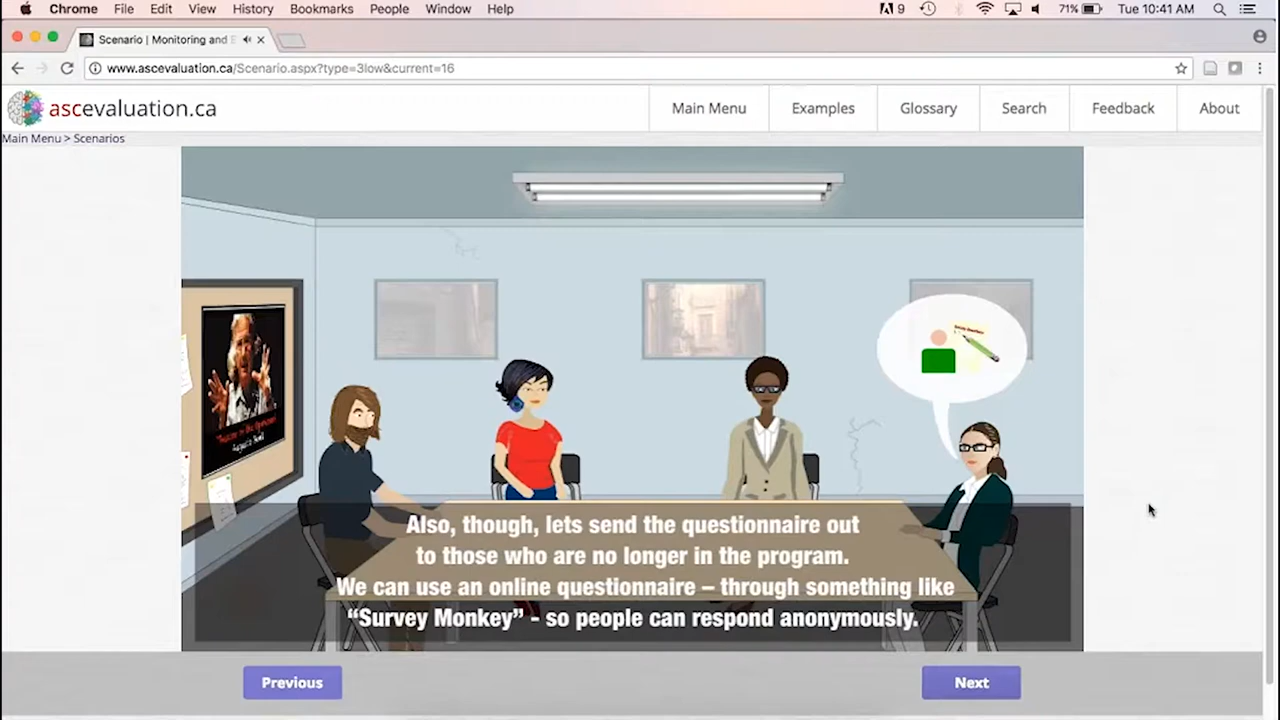 Chrome File Edit View History Bookmarks People Window Help 9 71% Tue 10:41 AM
Scenario | Monitoring and
www.ascevaluation.ca/Scenario.aspx?type=3low&current=16
ascevaluation.ca Main Menu Examples Glossary Search Feedback About
Main Menu > Scenarios
Also, though, lets send the questionnaire out
to those who are no longer in the program.
We can use an online questionnaire – through something like
“Survey Monkey” - so people can respond anonymously.
Previous Next